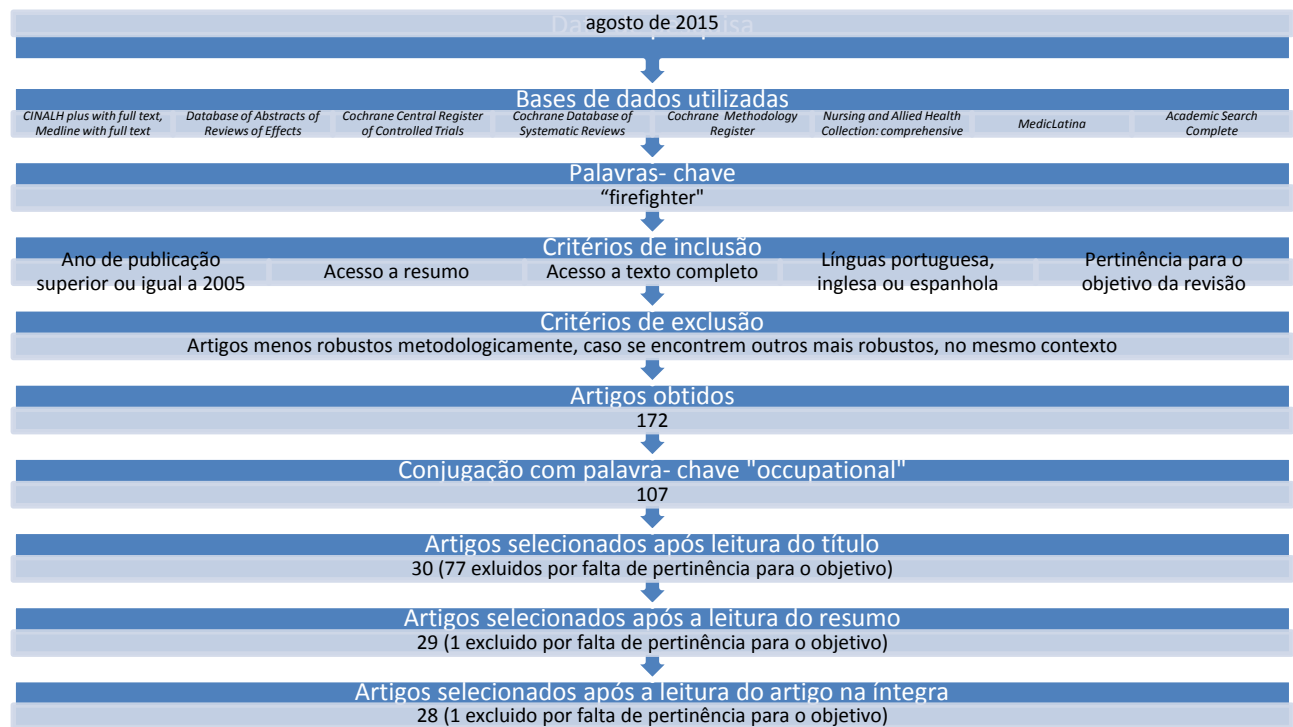 agosto de 2015
Bases de dados utilizadas
CINALH plus with full text,
Medline with full text
Database of Abstracts of
Reviews of Effects
Cochrane Central Register
of Controlled Trials
Cochrane Database of
Systematic Reviews
Cochrane Methodology
Register
Nursing and Allied Health
Collection: comprehensive
MedicLatina
Academic Search
Complete
Palavras- chave
“firefighter"
Critérios de inclusão
Ano de publicação
superior ou igual a 2005
Acesso a resumo
Acesso a texto completo
Línguas portuguesa,
inglesa ou espanhola
Pertinência para o
objetivo da revisão
Critérios de exclusão
Artigos menos robustos metodologicamente, caso se encontrem outros mais robustos, no mesmo contexto
Artigos obtidos
172
Conjugação com palavra- chave "occupational"
107
Artigos selecionados após leitura do título
30 (77 exluidos por falta de pertinência para o objetivo)
Artigos selecionados após a leitura do resumo
29 (1 excluido por falta de pertinência para o objetivo)
Artigos selecionados após a leitura do artigo na íntegra
28 (1 excluido por falta de pertinência para o objetivo)